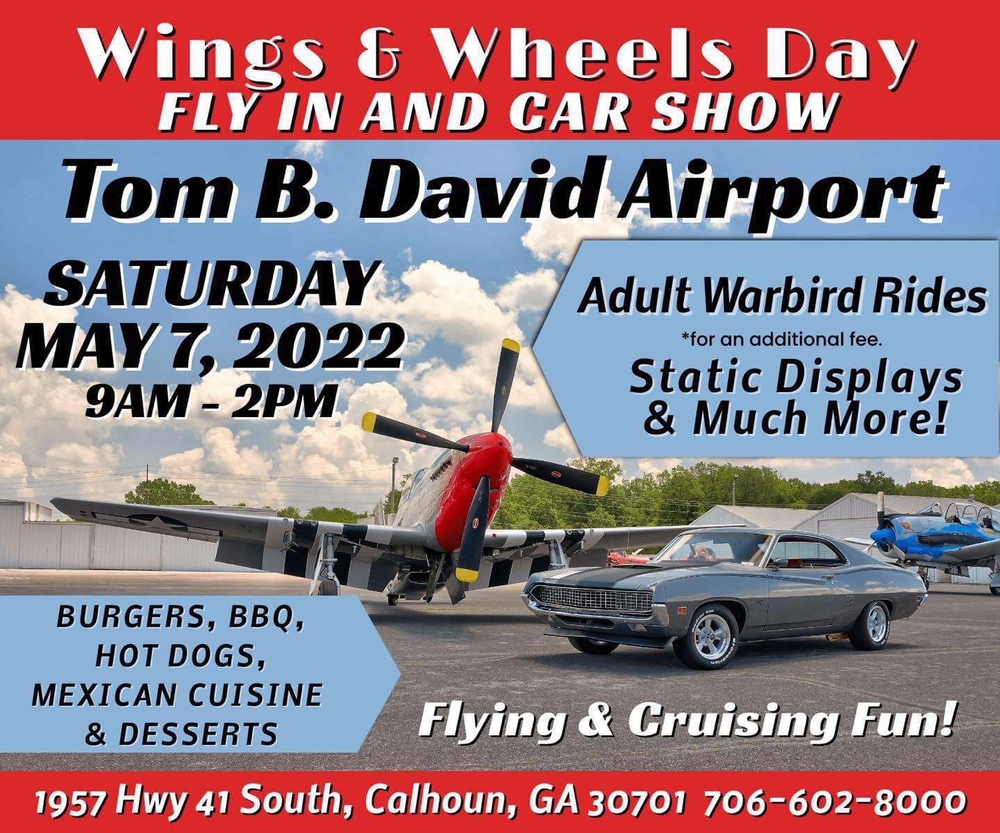 Wings & Wheels Day
FLY IN AND CAR SHOW
Tom B. David Airport
SATURDAY
MAY 7, 2022
9AM - 2PM
Adult Warbird Rides
*for an additional fee.
Static Displays
& Much More!
BURGERS, BBQ,
HOT DOGS,
MEXICAN CUISINE
& DESSERTS
Radial T/A
BFGoodrich
Flying & Cruising Fun!
1957 Hwy 41 South, Calhoun, GA 30701 706-602-8000